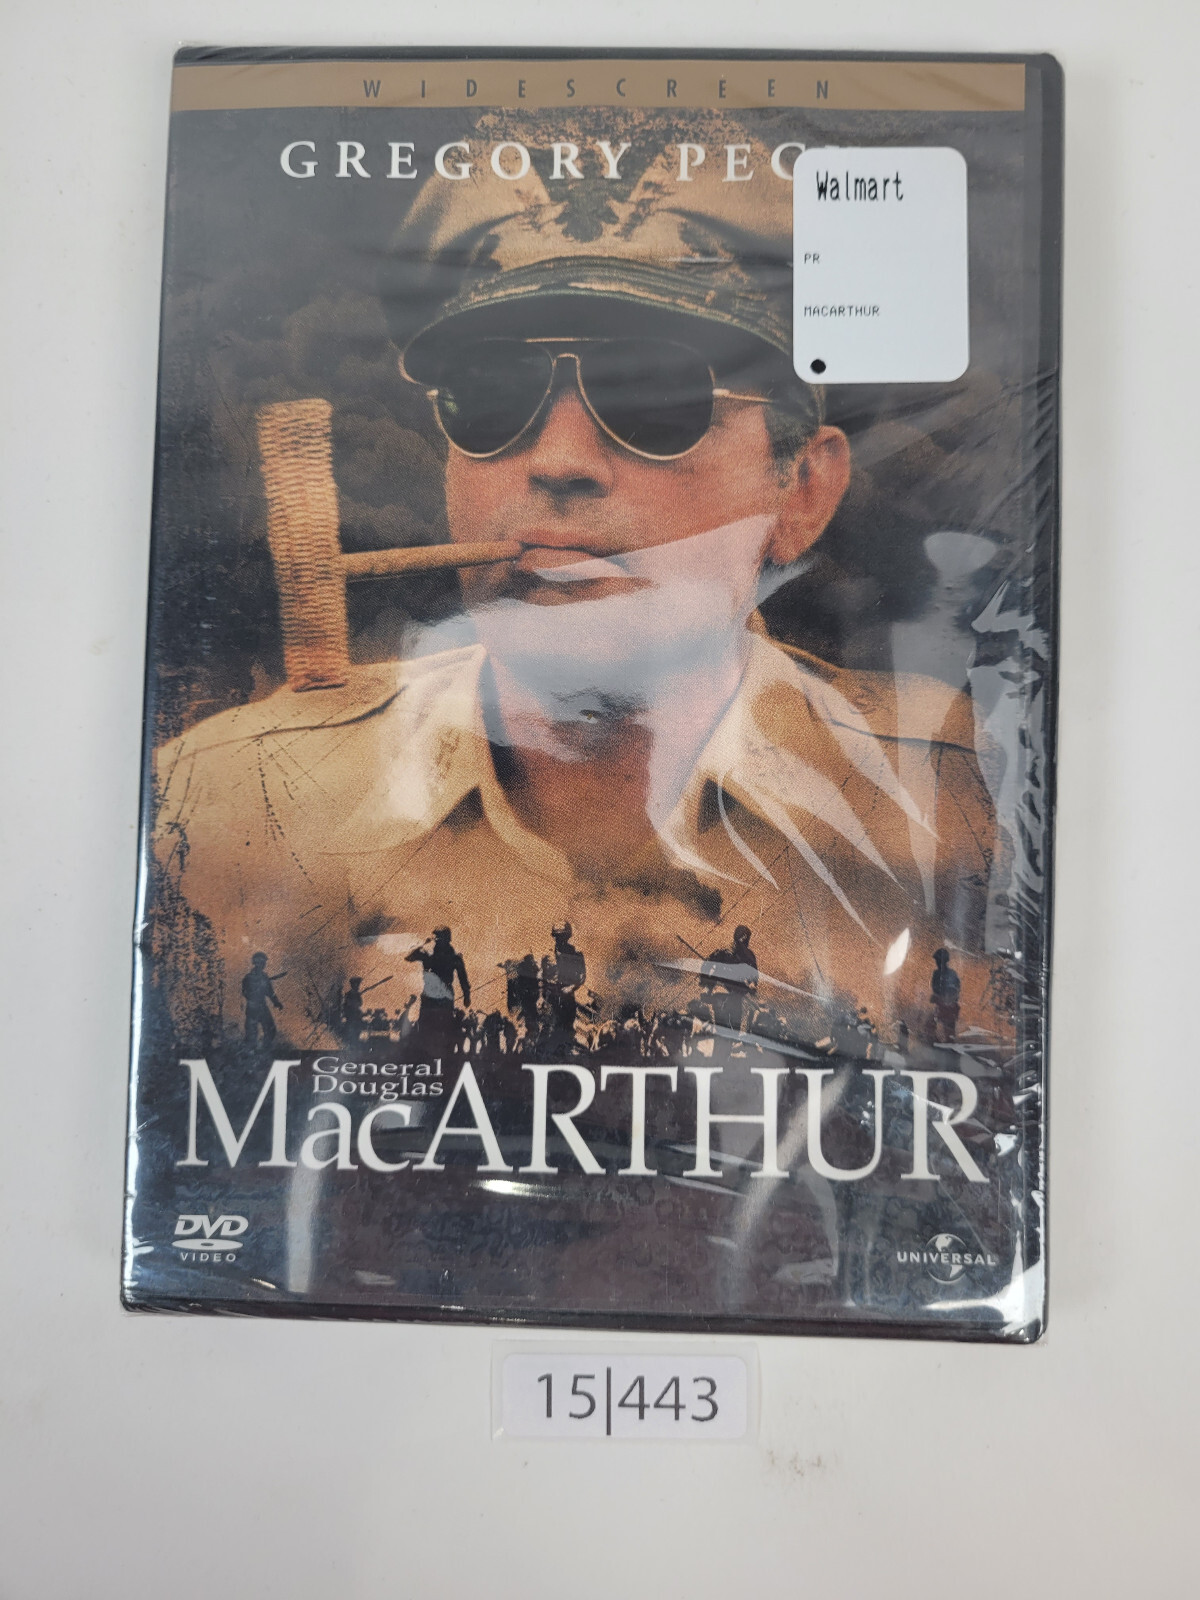 WIDESCREEN
GREGORY PEC
Walmart
PR
MACARTHUR
General
Douglas
MacARTHUR
DVD
VIDEO
UNIVERSAL
15|443